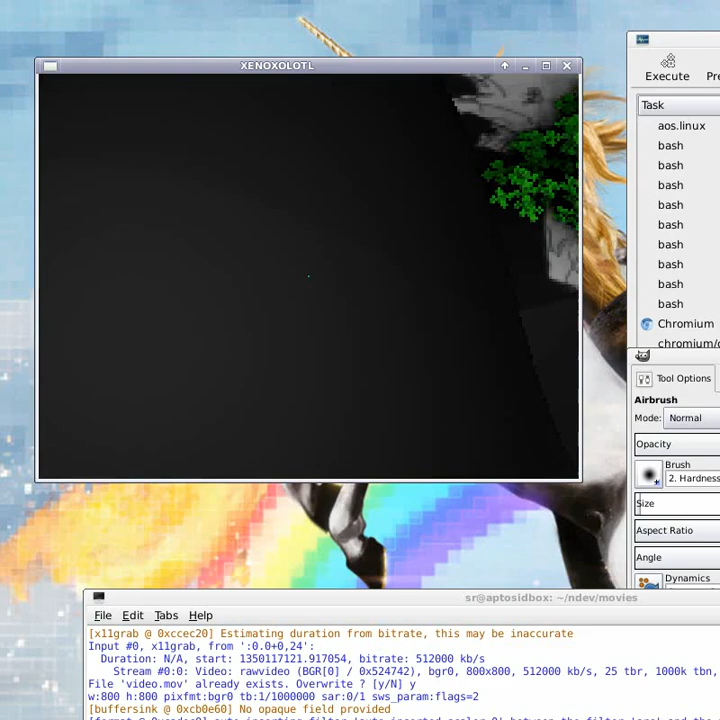 XENOXOLOTL
Execute
Pre
Task
aos.linux
bash
bash
bash
bash
bash
bash
bash
bash
bash
Chromium
chromium/c
Tool Options
Airbrush
Mode: Normal
Opacity
Brush
2. Hardness
Size
Aspect Ratio
Angle
Dynamics
sr@aptosidbox: ~/ndev/movies
File Edit Tabs Help
[x11grab @ 0xccec20] Estimating duration from bitrate, this may be inaccurate
Input #0, x11grab, from ':0.0+0,24':
Duration: N/A, start: 1350117121.917054, bitrate: 512000 kb/s
Stream #0:0: Video: rawvideo (BGR[0] / 0x524742), bgr0, 800x800, 512000 kb/s, 25 tbr, 1000k tbn,
File 'video.mov' already exists. Overwrite ? [y/N] y
w:800 h:800 pixfmt:bgr0 tb:1/1000000 sar:0/1 sws_param:flags=2
[buffersink @ 0xcb0e60] No opaque field provided